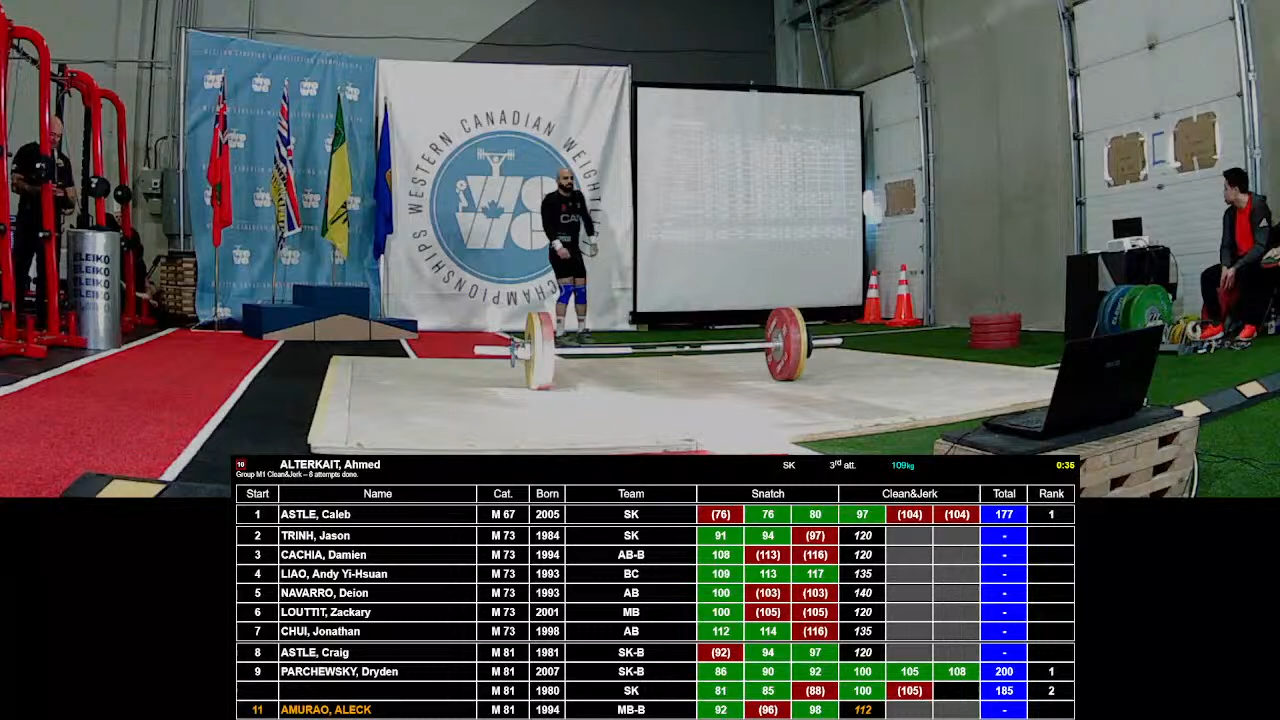 WESTERN CANADIAN WEIGHTL
CHAMPIONSHIPS
CAN
ELEIKO
ELEIKO
ELEIKO
10 ALTERKAIT, Ahmed SK 3rd att. 109kg 0:35
Group M1 Clean&Jerk – 8 attempts done.
Start Name Cat. Born Team Snatch Clean&Jerk Total Rank
1 ASTLE, Caleb M 67 2005 SK (76) 76 80 97 (104) (104) 177 1
2 TRINH, Jason M 73 1984 SK 91 94 (97) 120 -
3 CACHIA, Damien M 73 1994 AB-B 108 (113) (116) 120 -
4 LIAO, Andy Yi-Hsuan M 73 1993 BC 109 113 117 135 -
5 NAVARRO, Deion M 73 1993 AB 100 (103) (103) 140 -
6 LOUTTIT, Zackary M 73 2001 MB 100 (105) (105) 120 -
7 CHUI, Jonathan M 73 1998 AB 112 114 (116) 135 -
8 ASTLE, Craig M 81 1981 SK-B (92) 94 97 120 -
9 PARCHEWSKY, Dryden M 81 2007 SK-B 86 90 92 100 105 108 200 1
M 81 1980 SK 81 85 (88) 100 (105) 185 2
11 AMURAO, ALECK M 81 1994 MB-B 92 (96) 98 112 -